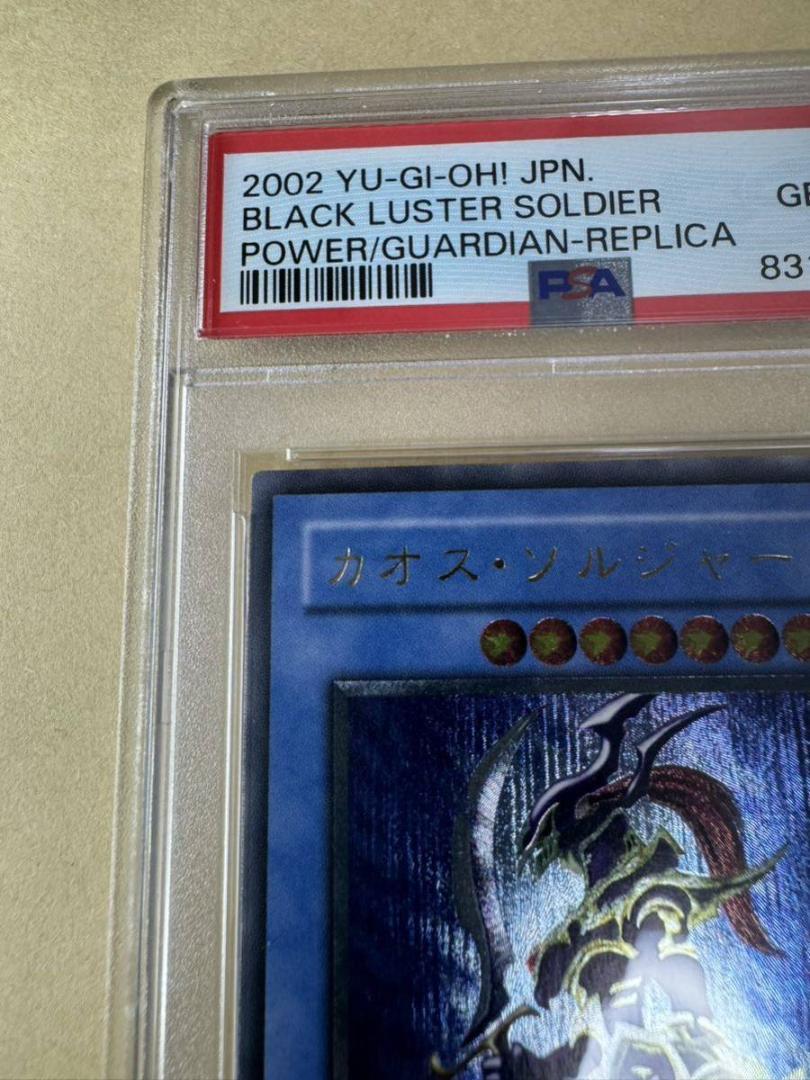 2002 YU-GI-OH! JPN.
BLACK LUSTER SOLDIER
POWER/GUARDIAN-REPLICA
PSA
カオス・ソルジャー